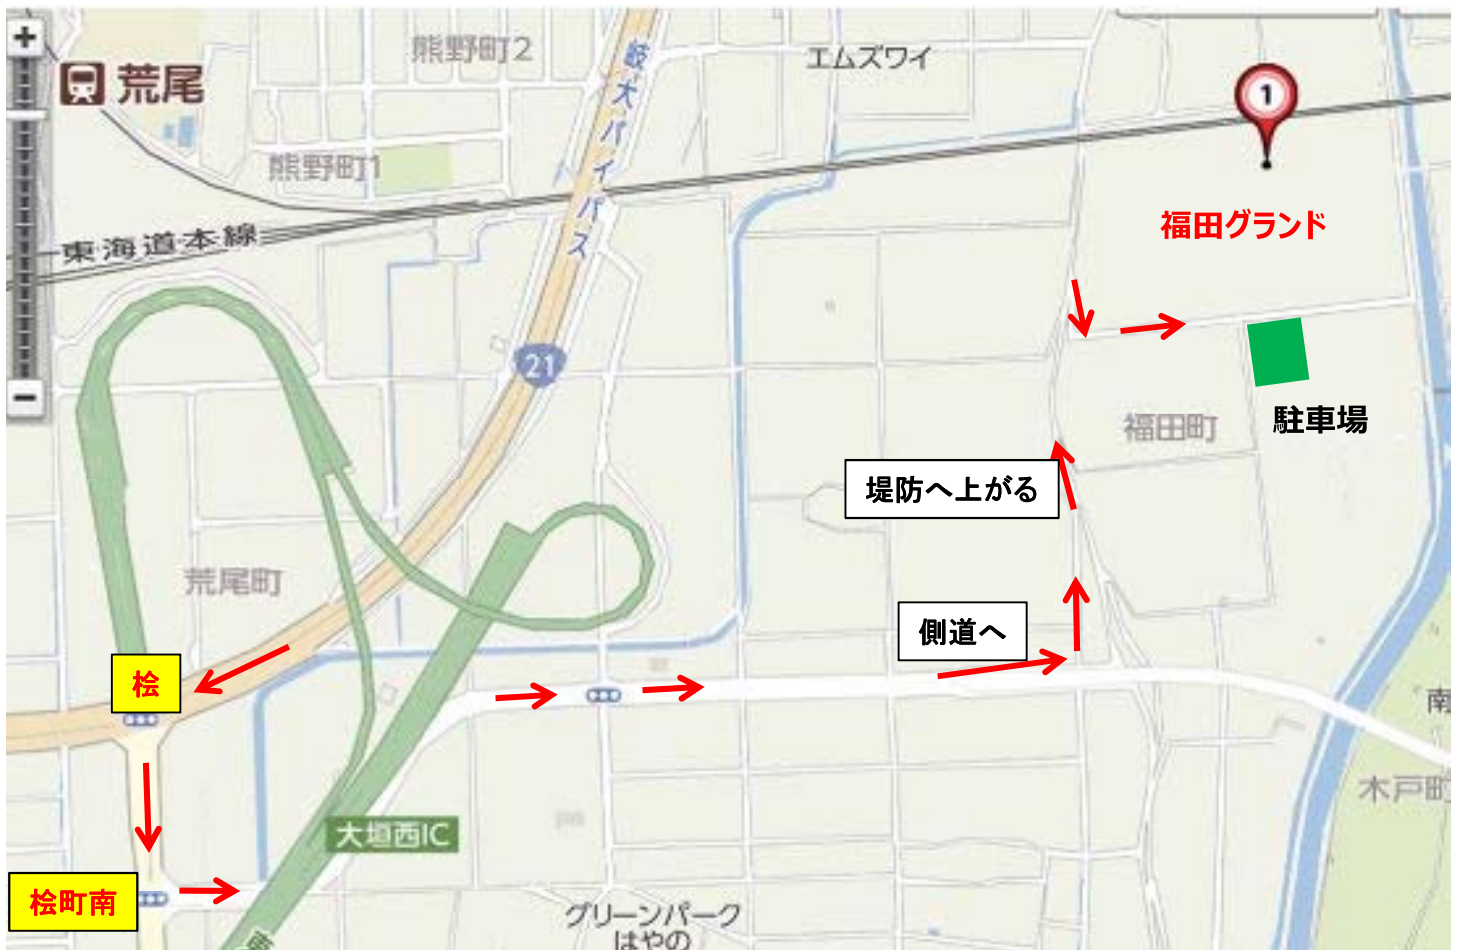 熊野町2
エムズワイ
荒尾
岐大バイパス
1
熊野町1
福田グランド
東海道本線
21
駐車場
福田町
堤防へ上がる
荒尾町
側道へ
桧
南
木戸町
大垣西IC
桧町南
グリーンパーク
はやの